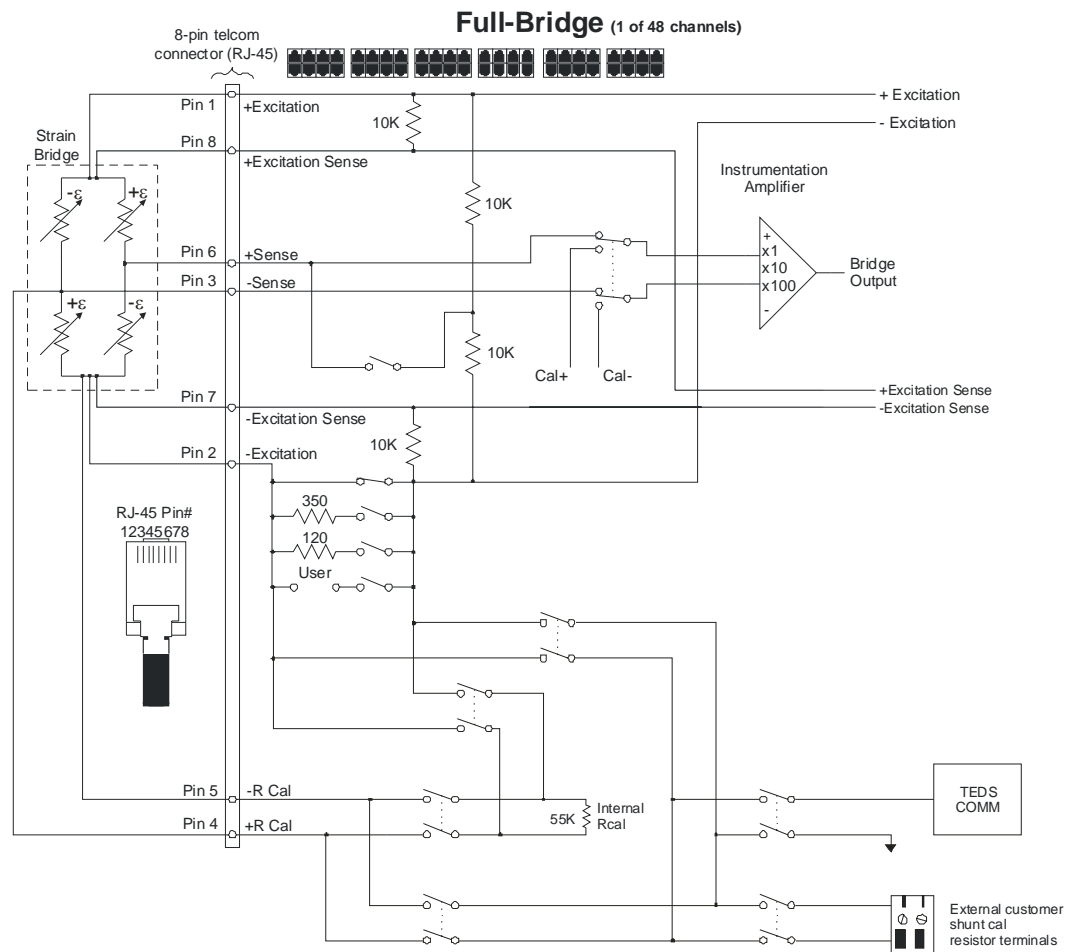 Full-Bridge (1 of 48 channels)
8-pin telcom
connector (RJ-45)
Pin 1
+Excitation
+ Excitation
10K
- Excitation
Strain
Bridge
Pin 8
+Excitation Sense
Instrumentation
Amplifier
-ε
+ε
10K
Pin 6
+Sense
+
x1
x10
x100
-
Bridge
Output
Pin 3
-Sense
+ε
-ε
10K
Cal+
Cal-
Pin 7
-Excitation Sense
+Excitation Sense
-Excitation Sense
10K
Pin 2
-Excitation
350
RJ-45 Pin#
12345678
120
User
Pin 5
-R Cal
Pin 4
+R Cal
55K
Internal
Rcal
TEDS
COMM
External customer
shunt cal
resistor terminals